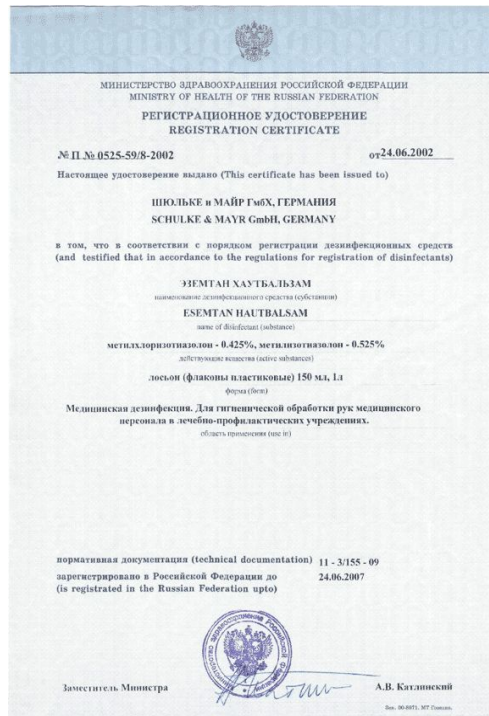 МИНИСТЕРСТВО ЗДРАВООХРАНЕНИЯ РОССИЙСКОЙ ФЕДЕРАЦИИ
MINISTRY OF HEALTH OF THE RUSSIAN FEDERATION
РЕГИСТРАЦИОННОЕ УДОСТОВЕРЕНИЕ
REGISTRATION CERTIFICATE
№ П № 0525-59/8-2002 от 24.06.2002
Настоящее удостоверение выдано (This certificate has been issued to)
ШЮЛЬКЕ и МАЙР ГмбХ, ГЕРМАНИЯ
SCHULKE & MAYR GmbH, GERMANY
в том, что в соответствии с порядком регистрации дезинфекционных средств
(and testified that in accordance to the regulations for registration of disinfectants)
ЭЗЕМТАН ХАУТБАЛЬЗАМ
наименование дезинфекционного средства (субстанции)
ESEMTAN HAUTBALSAM
name of disinfectant (substance)
метилхлоризотиазолон - 0.425%, метилизотиазолон - 0.525%
действующие вещества (active substances)
лосьон (флаконы пластиковые) 150 мл, 1л
форма (form)
Медицинская дезинфекция. Для гигиенической обработки рук медицинского
персонала в лечебно-профилактических учреждениях.
область применения (use in)
нормативная документация (technical documentation) 11 - 3/155 - 09
зарегистрировано в Российской Федерации до 24.06.2007
(is registrated in the Russian Federation upto)
Заместитель Министра А.В. Катлинский